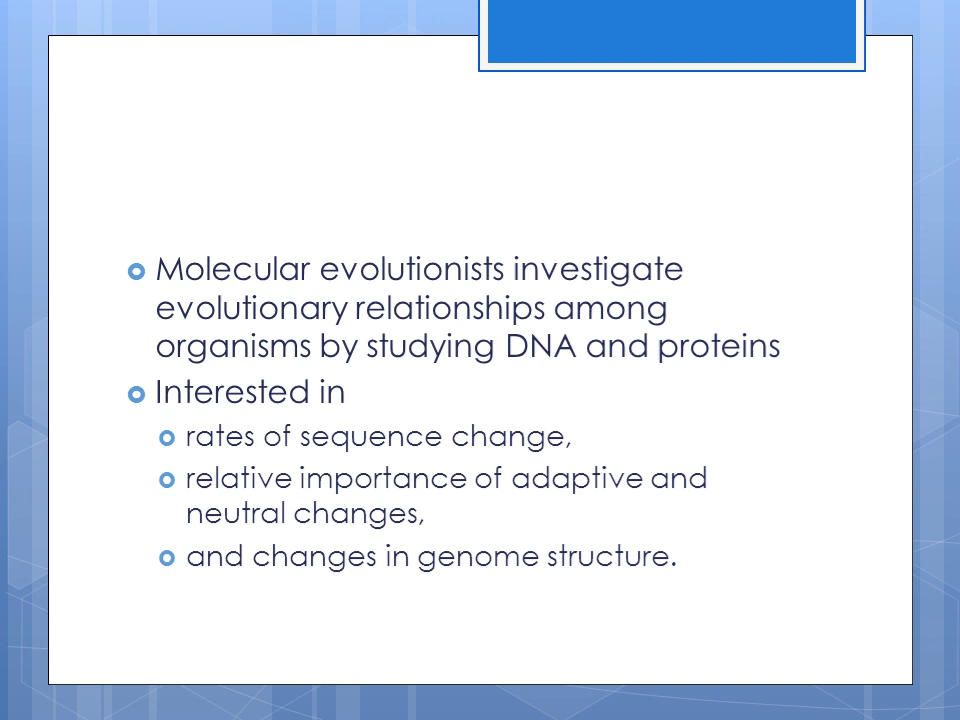 Molecular evolutionists investigate
evolutionary relationships among
organisms by studying DNA and proteins
Interested in
rates of sequence change,
relative importance of adaptive and
neutral changes,
and changes in genome structure.